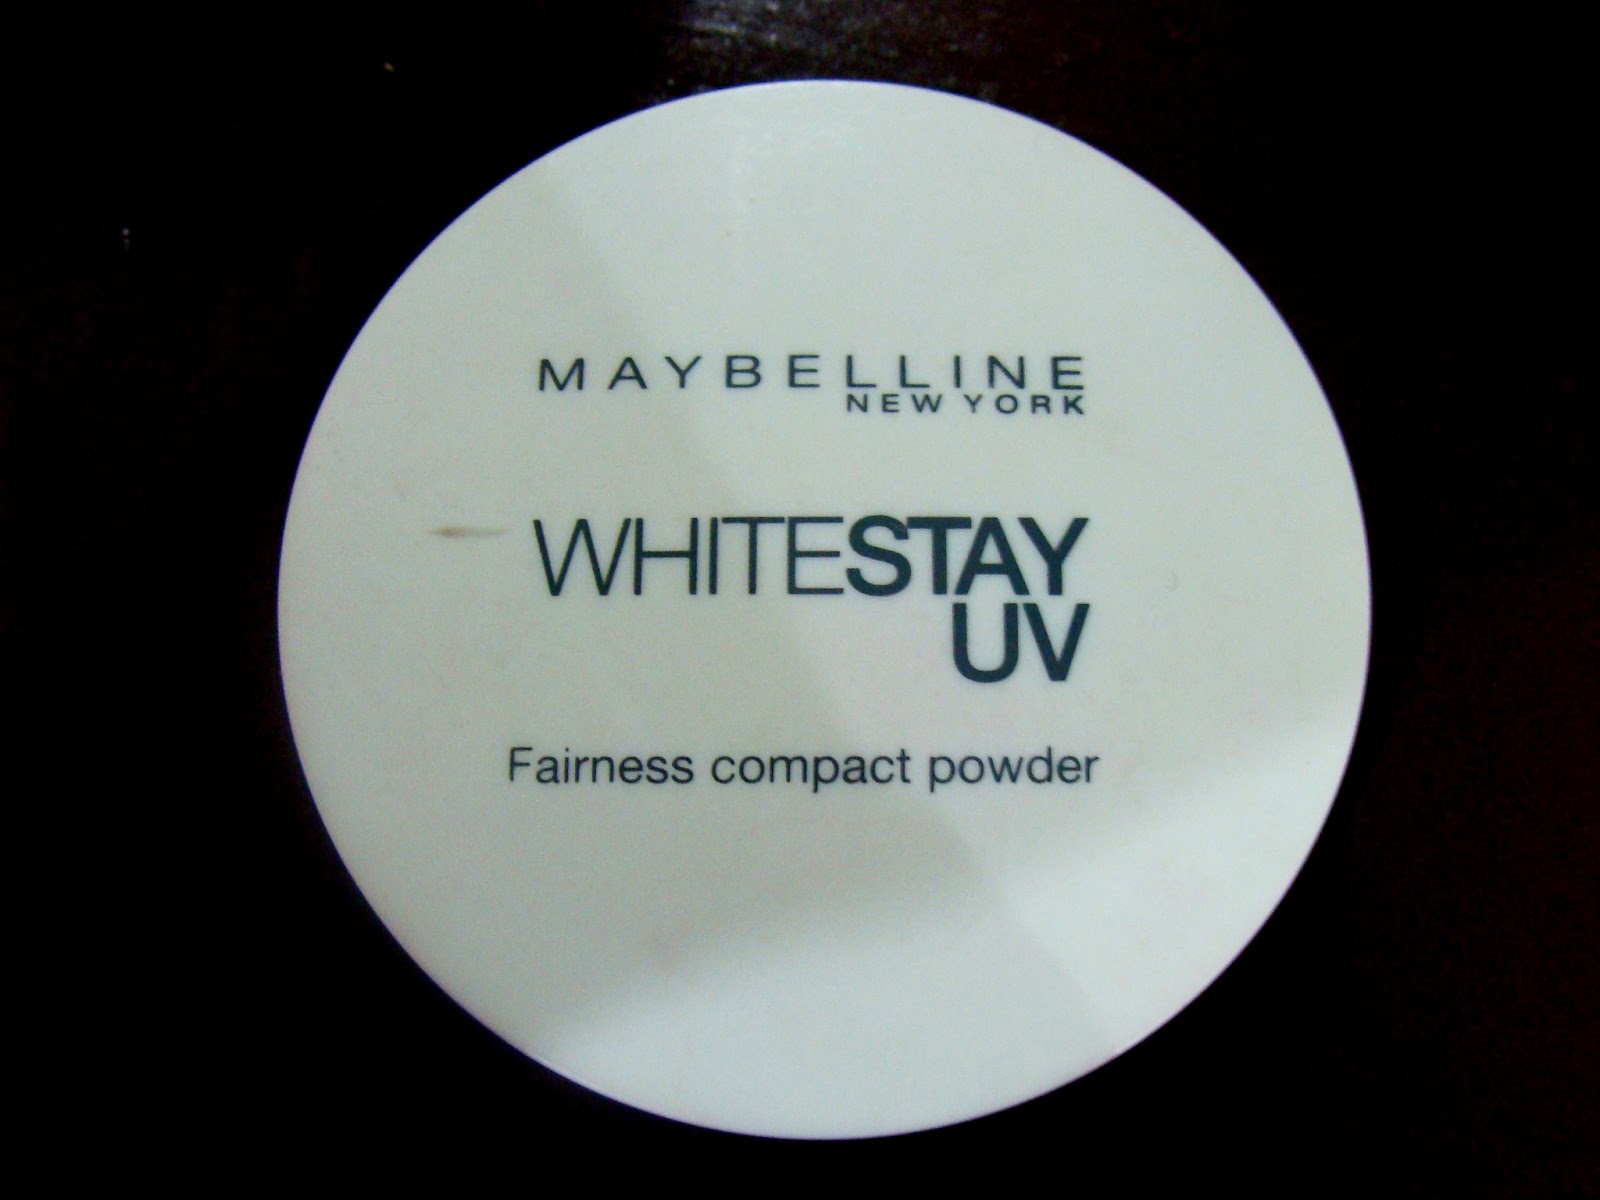 MAYBELLINE
NEW YORK
WHITESTAY
UV
Fairness compact powder